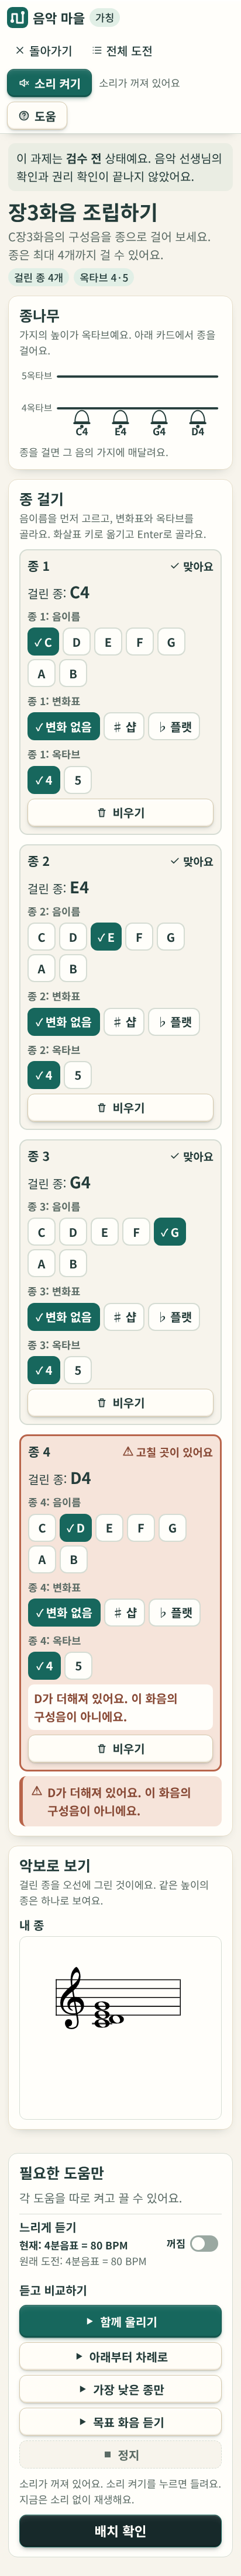 음악 마을 가칭
돌아가기 전체 도전
소리 켜기 소리가 꺼져 있어요
도움
이 과제는 검수 전 상태예요. 음악 선생님의
확인과 권리 확인이 끝나지 않았어요.
장3화음 조립하기
C장3화음의 구성음을 종으로 걸어 보세요.
종은 최대 4개까지 걸 수 있어요.
걸린 종 4개 옥타브 4·5
종나무
가지의 높이가 옥타브예요. 아래 카드에서 종을
걸어요.
5옥타브
4옥타브
C4 E4 G4 D4
종을 걸면 그 음의 가지에 매달려요.
종 걸기
음이름을 먼저 고르고, 변화표와 옥타브를
골라요. 화살표 키로 옮기고 Enter로 골라요.
종 1 ✓ 맞아요
걸린 종: C4
종 1: 음이름
✓ C D E F G
A B
종 1: 변화표
✓ 변화 없음 ♯ 샵 ♭ 플랫
종 1: 옥타브
✓ 4 5
비우기
종 2 ✓ 맞아요
걸린 종: E4
종 2: 음이름
C D ✓ E F G
A B
종 2: 변화표
✓ 변화 없음 ♯ 샵 ♭ 플랫
종 2: 옥타브
✓ 4 5
비우기
종 3 ✓ 맞아요
걸린 종: G4
종 3: 음이름
C D E F ✓ G
A B
종 3: 변화표
✓ 변화 없음 ♯ 샵 ♭ 플랫
종 3: 옥타브
✓ 4 5
비우기
종 4 ⚠ 고칠 곳이 있어요
걸린 종: D4
종 4: 음이름
C ✓ D E F G
A B
종 4: 변화표
✓ 변화 없음 ♯ 샵 ♭ 플랫
종 4: 옥타브
✓ 4 5
D가 더해져 있어요. 이 화음의
구성음이 아니에요.
비우기
⚠ D가 더해져 있어요. 이 화음의
구성음이 아니에요.
악보로 보기
걸린 종을 오선에 그린 것이에요. 같은 높이의
종은 하나로 보여요.
내 종
필요한 도움만
각 도움을 따로 켜고 끌 수 있어요.
느리게 듣기
현재: 4분음표 = 80 BPM 꺼짐
원래 도전: 4분음표 = 80 BPM
듣고 비교하기
함께 울리기
아래부터 차례로
가장 낮은 종만
목표 화음 듣기
정지
소리가 꺼져 있어요. 소리 켜기를 누르면 들려요.
지금은 소리 없이 재생해요.
배치 확인